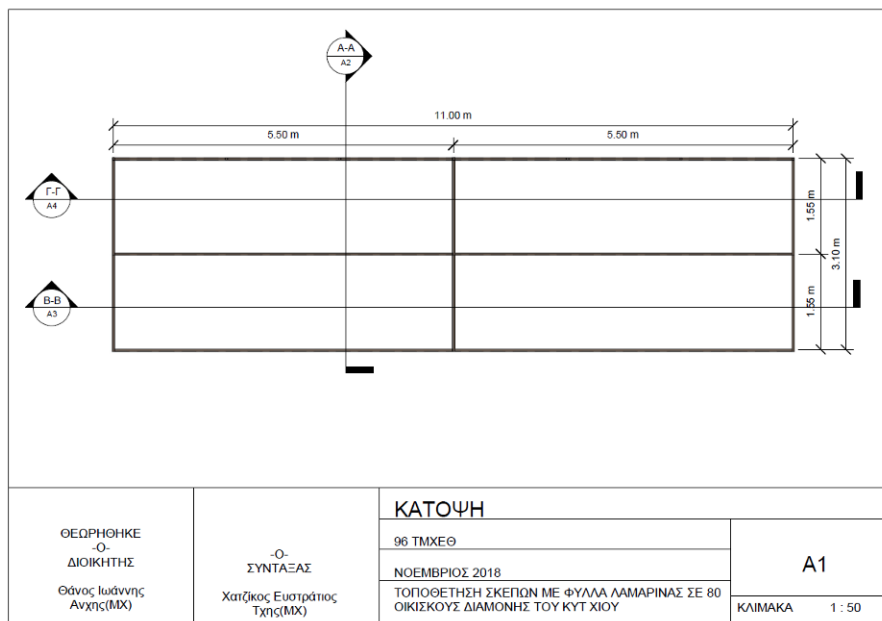 A-A
A2
11.00 m
5.50 m
5.50 m
Γ-Γ
A4
1.55 m
3.10 m
B-B
A3
1.55 m
ΘΕΩΡΗΘΗΚΕ
-Ο-
ΔΙΟΙΚΗΤΗΣ
Θάνος Ιωάννης
Ανχης(ΜΧ)
-Ο-
ΣΥΝΤΑΞΑΣ
Χατζίκος Ευστράτιος
Τχης(ΜΧ)
ΚΑΤΟΨΗ
96 ΤΜΧΕΘ
ΝΟΕΜΒΡΙΟΣ 2018
ΤΟΠΟΘΕΤΗΣΗ ΣΚΕΠΩΝ ΜΕ ΦΥΛΛΑ ΛΑΜΑΡΙΝΑΣ ΣΕ 80
ΟΙΚΙΣΚΟΥΣ ΔΙΑΜΟΝΗΣ ΤΟΥ ΚΥΤ ΧΙΟΥ
A1
ΚΛΙΜΑΚΑ 1 : 50